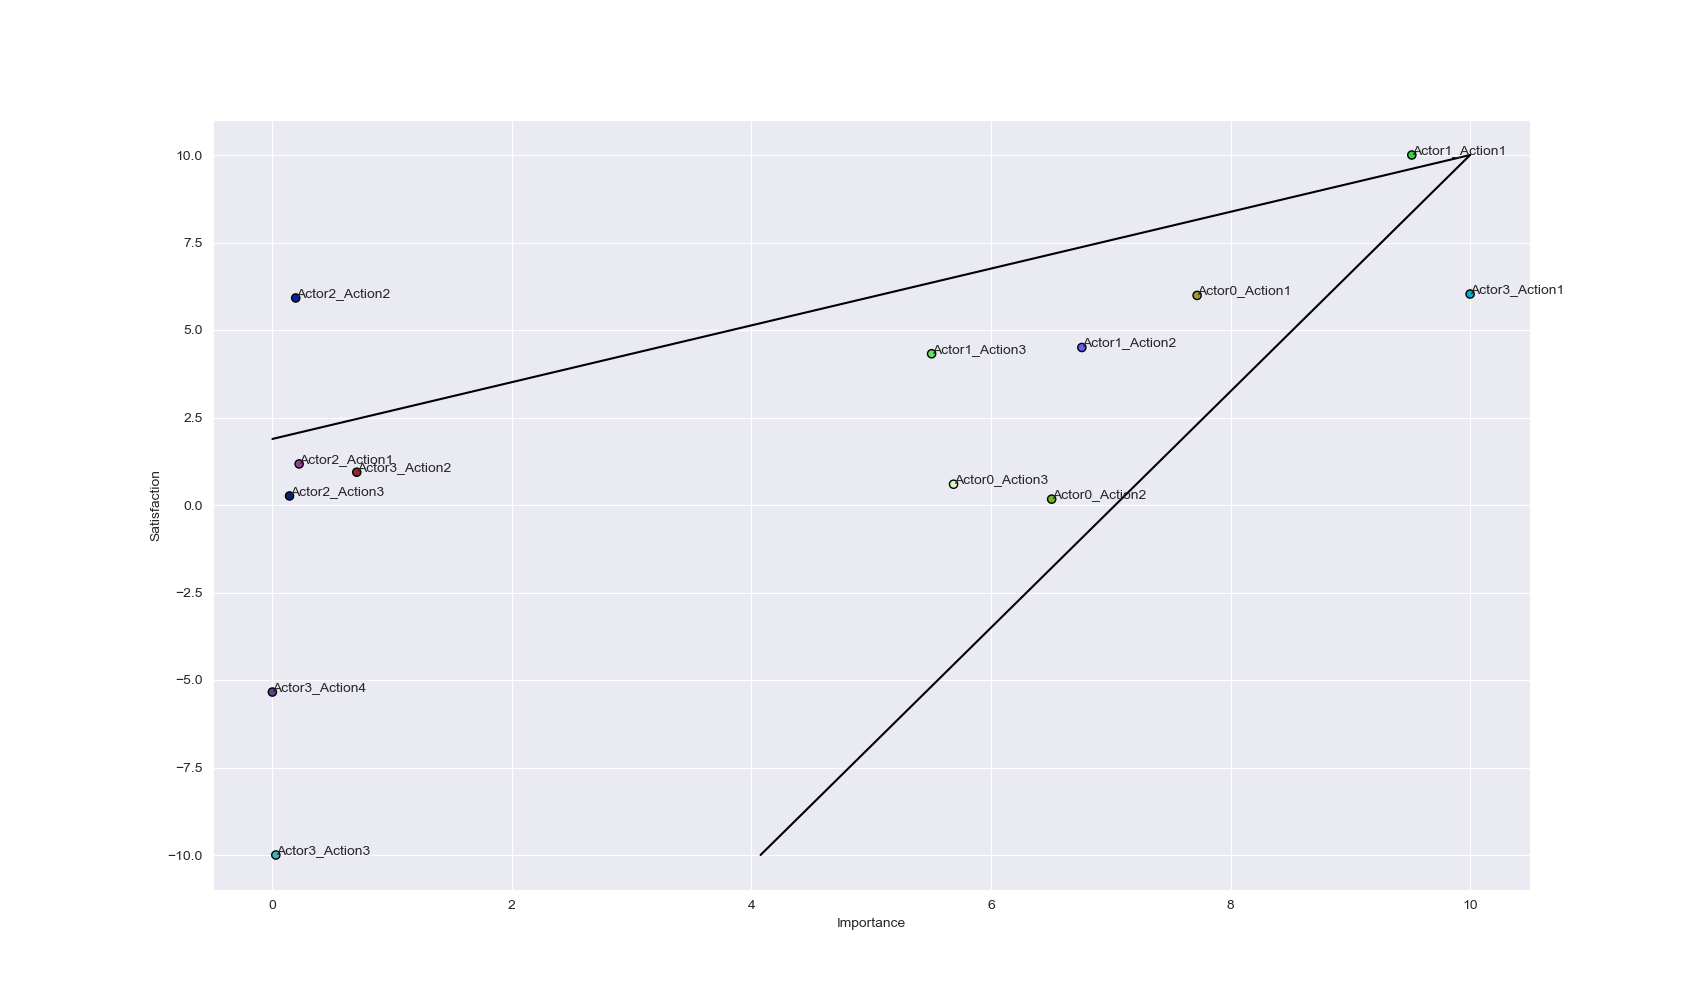 10.0
7.5
5.0
2.5
0.0
−2.5
−5.0
−7.5
−10.0
Satisfaction
Actor1_Action1
Actor2_Action2
Actor0_Action1
Actor3_Action1
Actor1_Action3
Actor1_Action2
Actor2_Action1
Actor3_Action2
Actor2_Action3
Actor0_Action3
Actor0_Action2
Actor3_Action4
Actor3_Action3
0
2
4
6
8
10
Importance